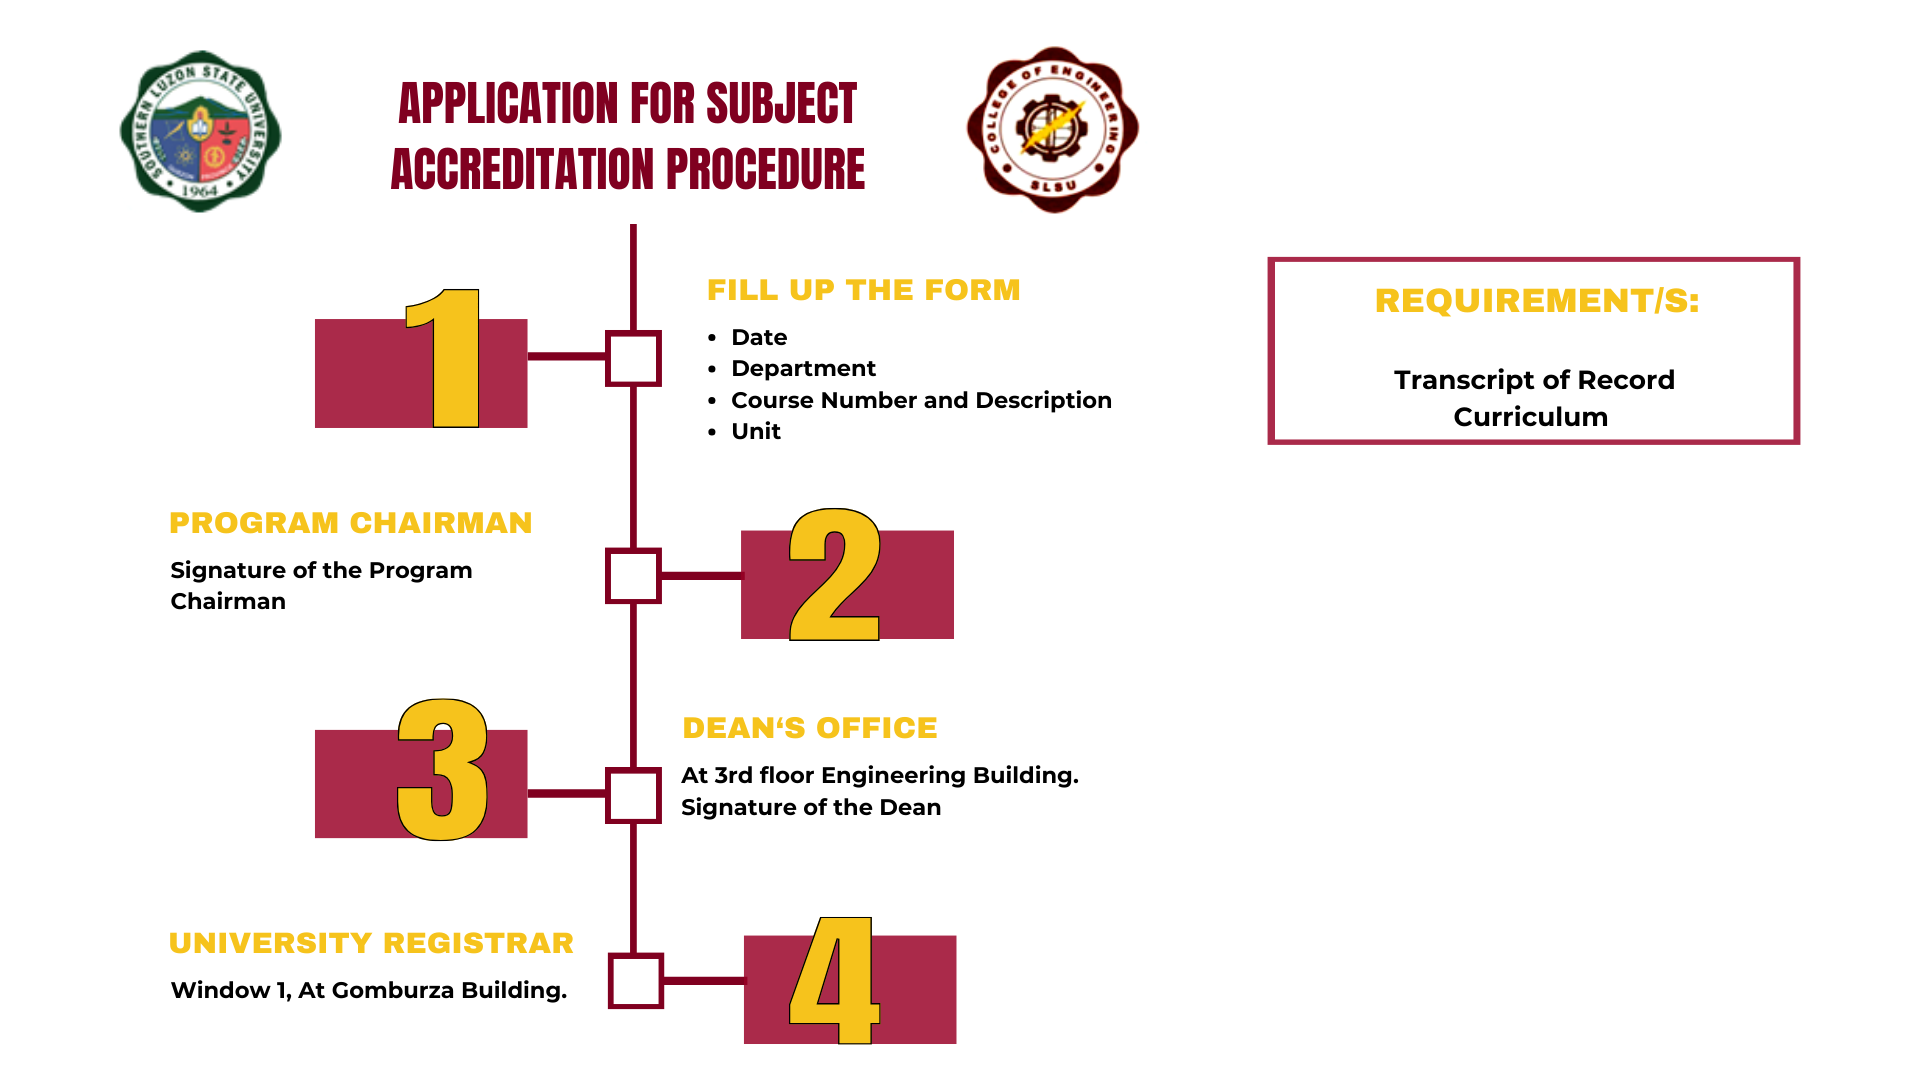 SOUTHERN LUZON STATE UNIVERSITY
1964
APPLICATION FOR SUBJECT
ACCREDITATION PROCEDURE
COLLEGE OF ENGINEERING
SLSU
1
FILL UP THE FORM
• Date
• Department
• Course Number and Description
• Unit
REQUIREMENT/S:
Transcript of Record
Curriculum
PROGRAM CHAIRMAN
Signature of the Program
Chairman
2
3
DEAN‘S OFFICE
At 3rd floor Engineering Building.
Signature of the Dean
UNIVERSITY REGISTRAR
Window 1, At Gomburza Building.
4